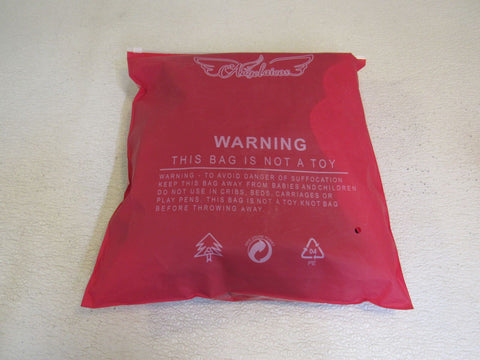 Angelaicos
WARNING
THIS BAG IS NOT A TOY
WARNING - TO AVOID DANGER OF SUFFOCATION
KEEP THIS BAG AWAY FROM BABIES AND CHILDREN
DO NOT USE IN CRIBS, BEDS, CARRIAGES OR
PLAY PENS. THIS BAG IS NOT A TOY KNOT BAG
BEFORE THROWING AWAY.
04
PE